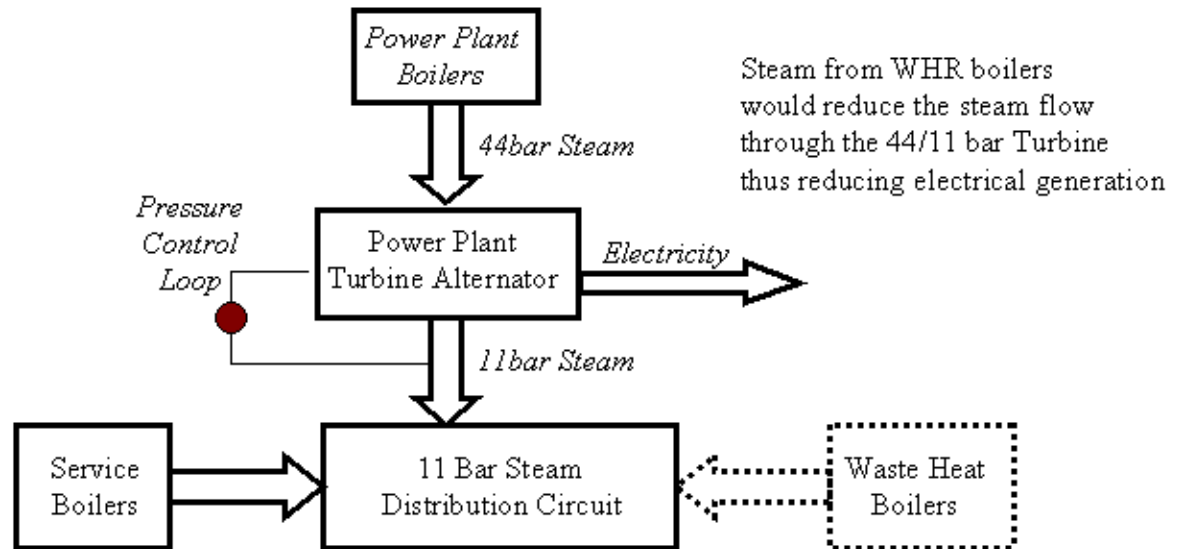 Power Plant
Boilers
Steam from WHR boilers
would reduce the steam flow
through the 44/11 bar Turbine
thus reducing electrical generation
44bar Steam
Pressure
Control
Loop
Power Plant
Turbine Alternator
Electricity
11bar Steam
Service
Boilers
11 Bar Steam
Distribution Circuit
Waste Heat
Boilers